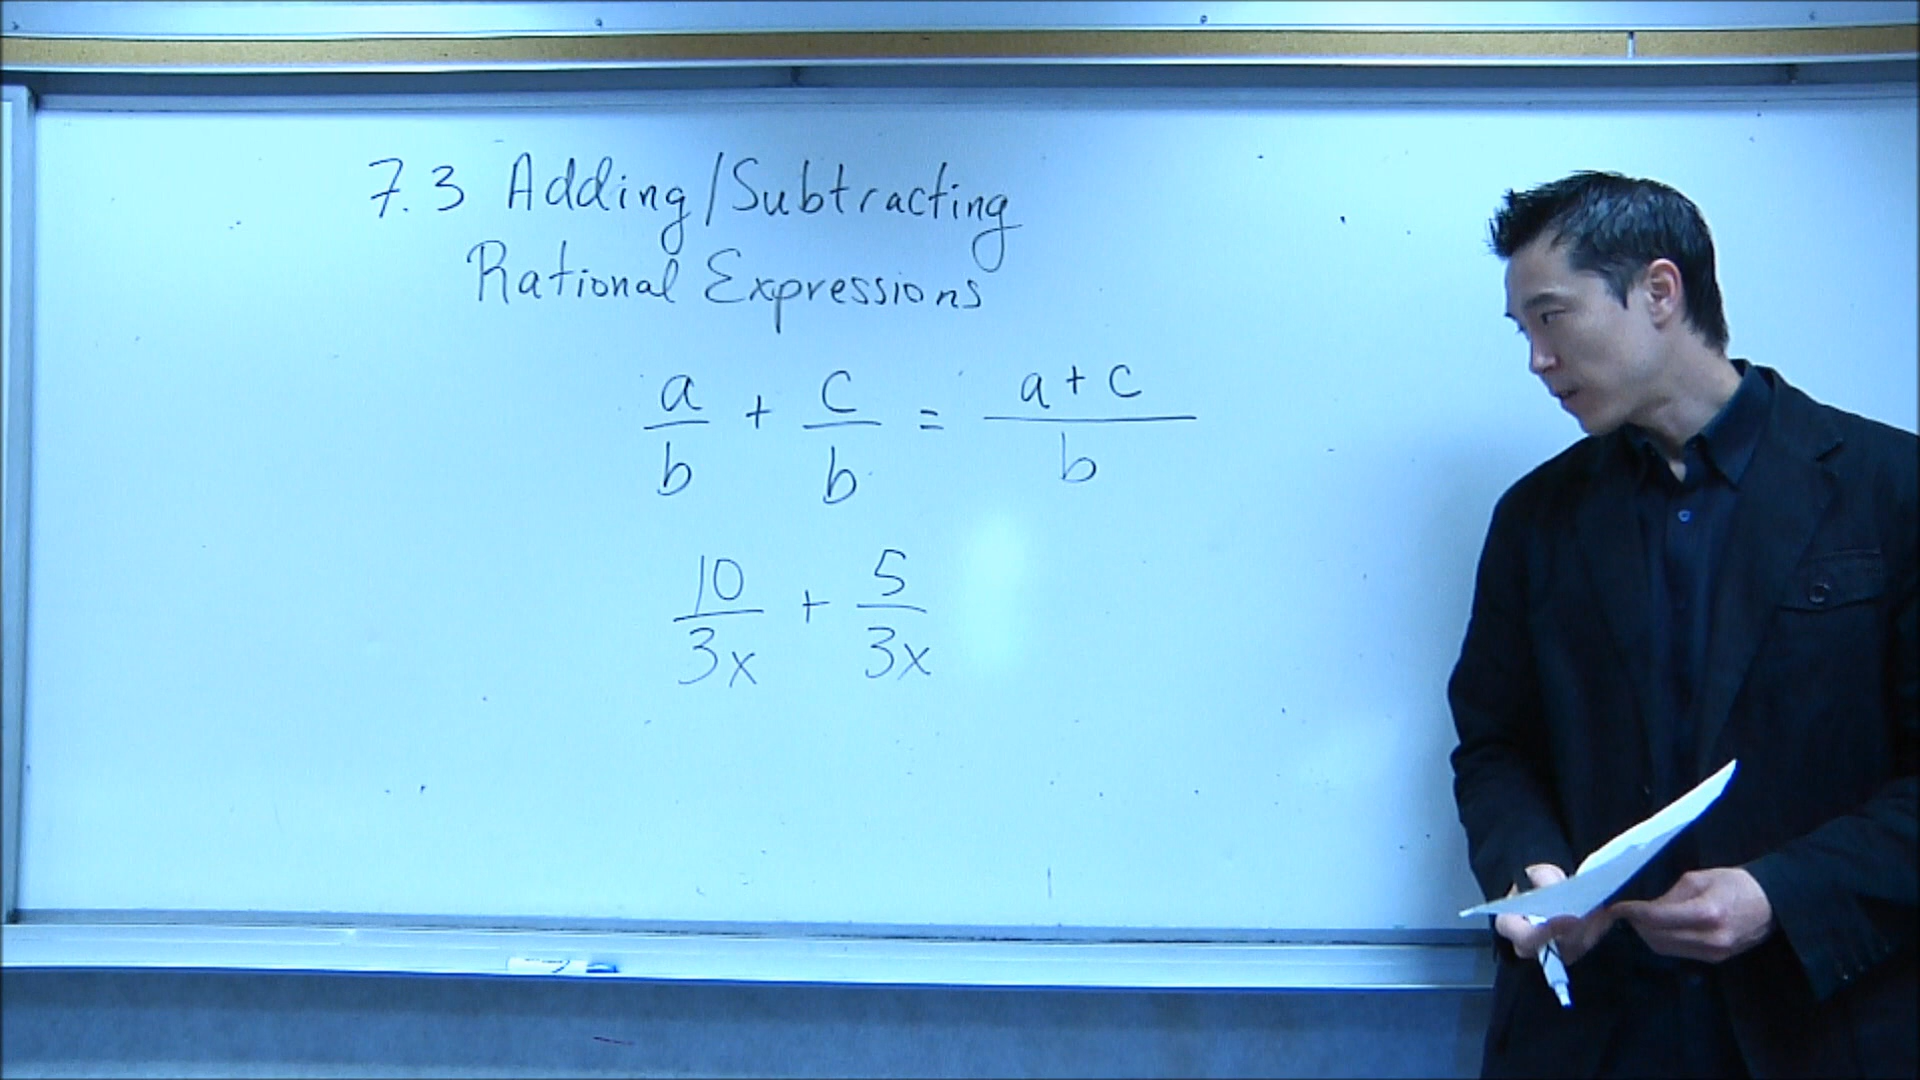 7.3 Adding/Subtracting
Rational Expressions
a/b + c/b = a+c/b
10/3x + 5/3x